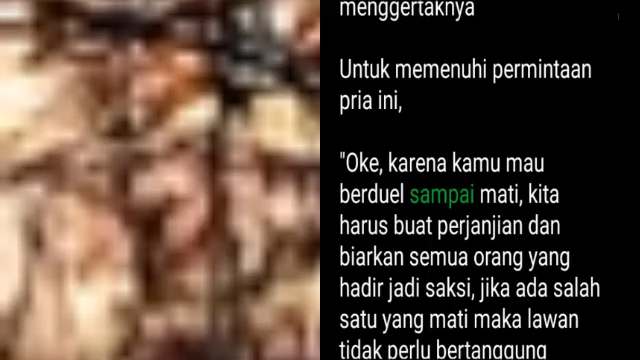 menggertaknya
Untuk memenuhi permintaan
pria ini,
"Oke, karena kamu mau
berduel sampai mati, kita
harus buat perjanjian dan
biarkan semua orang yang
hadir jadi saksi, jika ada salah
satu yang mati maka lawan
tidak perlu bertanggung